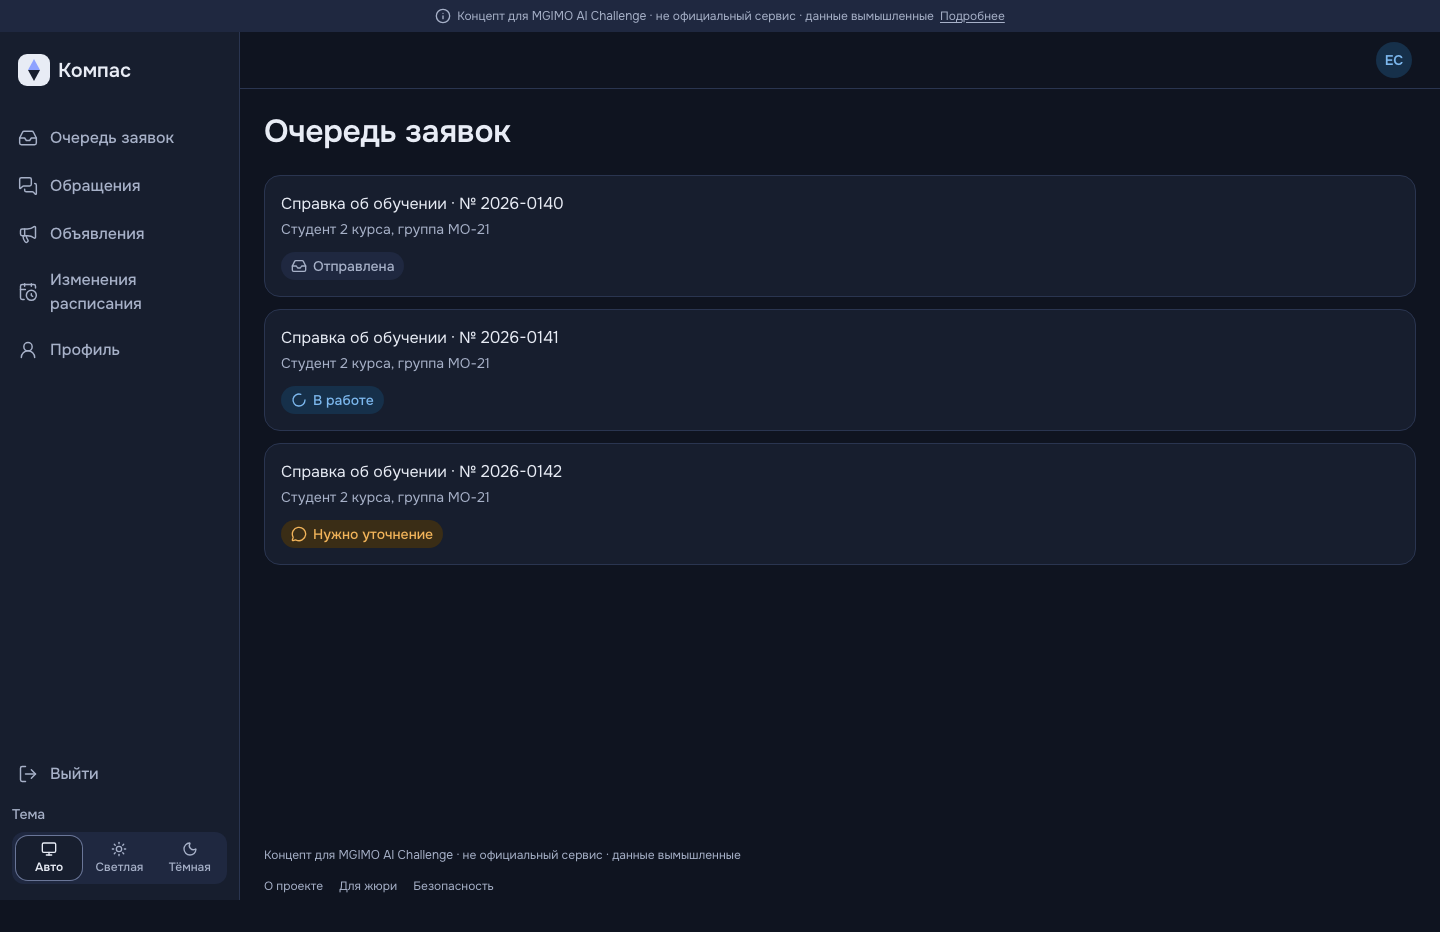 Концепт для MGIMO AI Challenge · не официальный сервис · данные вымышленные Подробнее
Компас
ЕС
Очередь заявок
Обращения
Объявления
Изменения
расписания
Профиль
Выйти
Тема
Авто
Светлая
Тёмная
Очередь заявок
Справка об обучении · № 2026-0140
Студент 2 курса, группа МО-21
Отправлена
Справка об обучении · № 2026-0141
Студент 2 курса, группа МО-21
В работе
Справка об обучении · № 2026-0142
Студент 2 курса, группа МО-21
Нужно уточнение
Концепт для MGIMO AI Challenge · не официальный сервис · данные вымышленные
О проекте Для жюри Безопасность